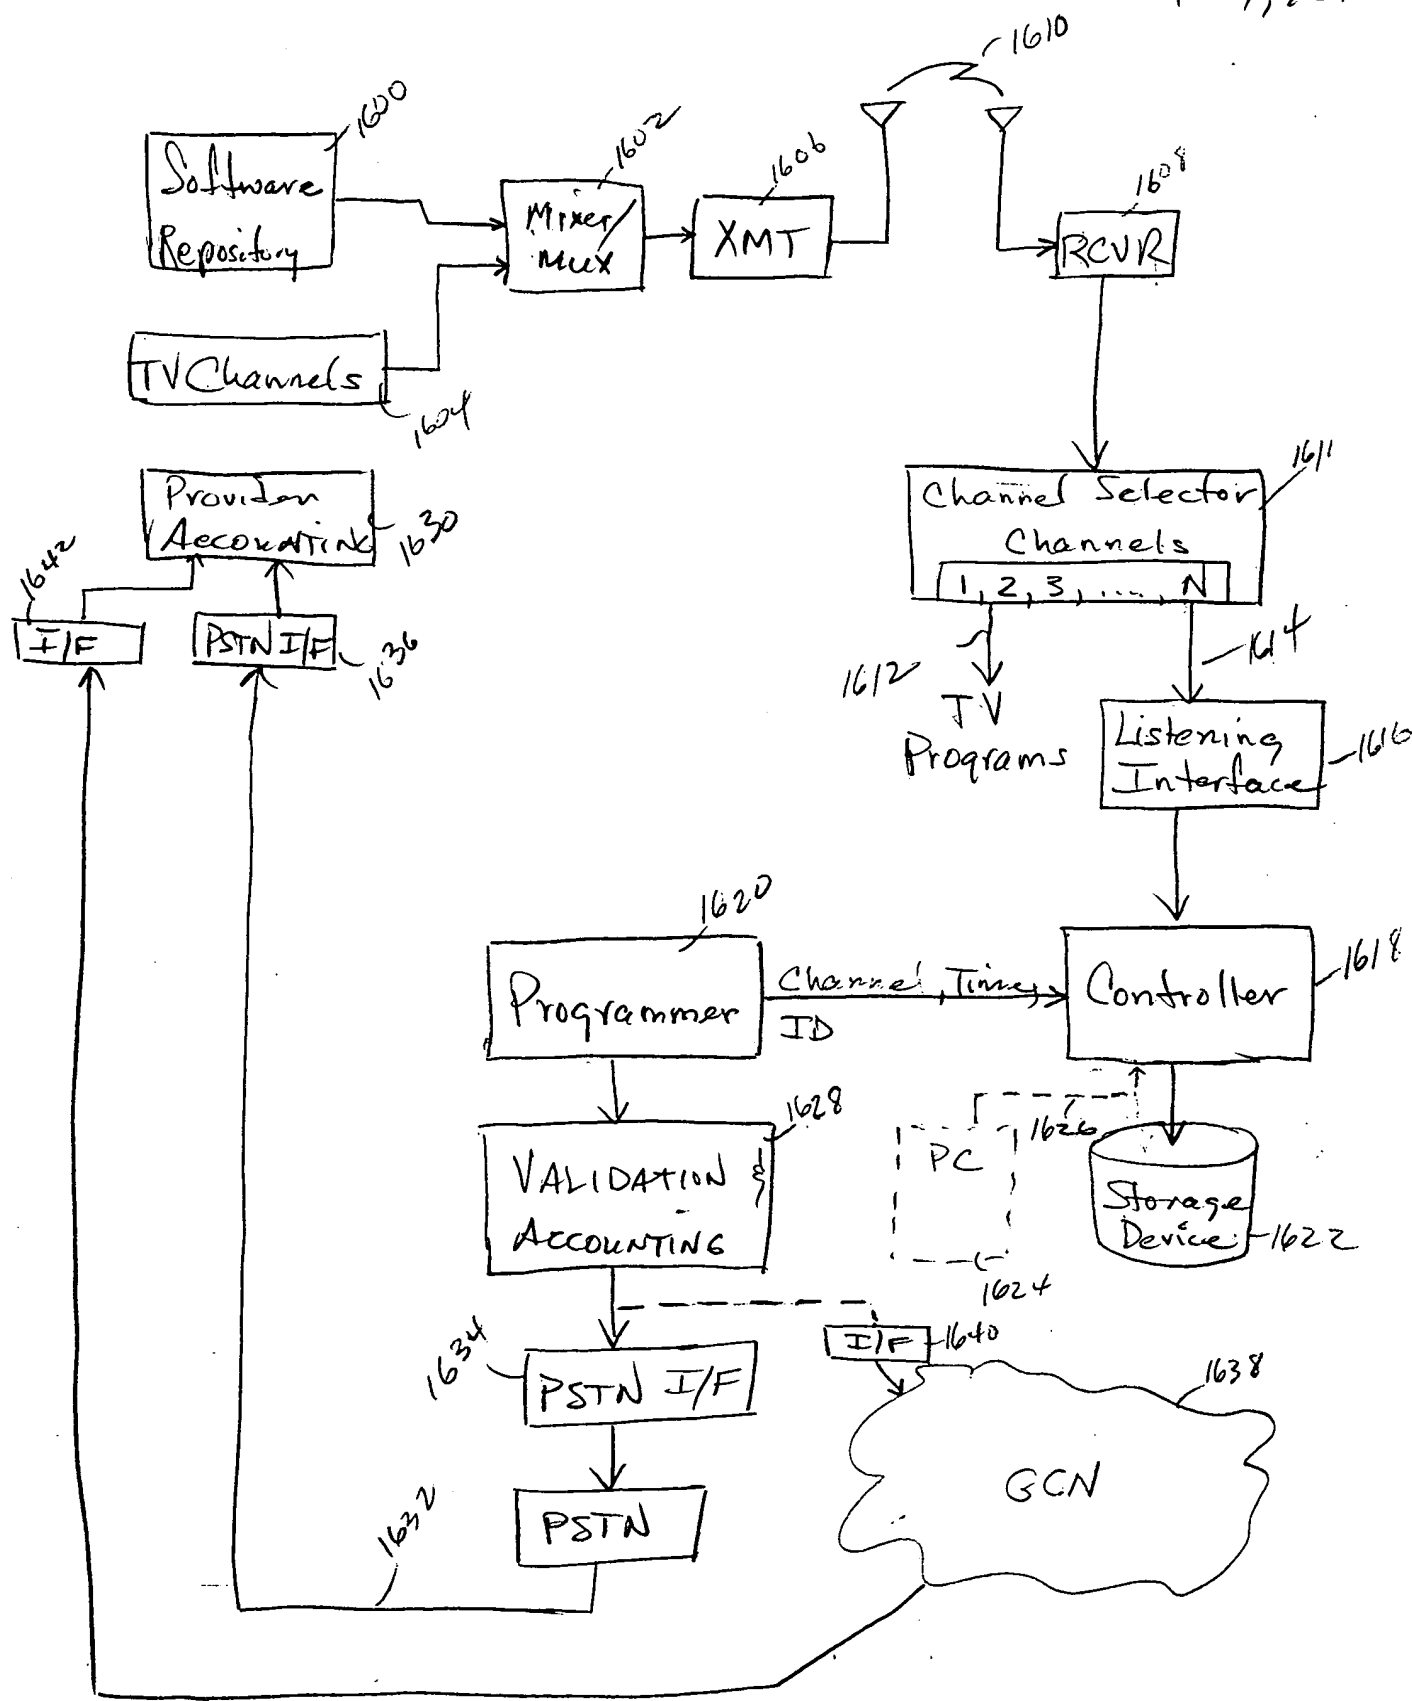 1610
1600
Software
Repository
1602
Mixer/
Mux
1606
XMT
1608
RCVR
TV Channels
1604
1611
Channel Selector
Channels
1, 2, 3, ...., N
Provider
Accounting
1630
1642
I/F
PSTN I/F
1636
1612
TV
Programs
1614
Listening
Interface
1616
1620
Programmer
Channel, Time,
ID
Controller
1618
1628
VALIDATION
ACCOUNTING
PC
1626
1624
Storage
Device
1622
1634
PSTN I/F
I/F
1640
1638
GCN
1632
PSTN